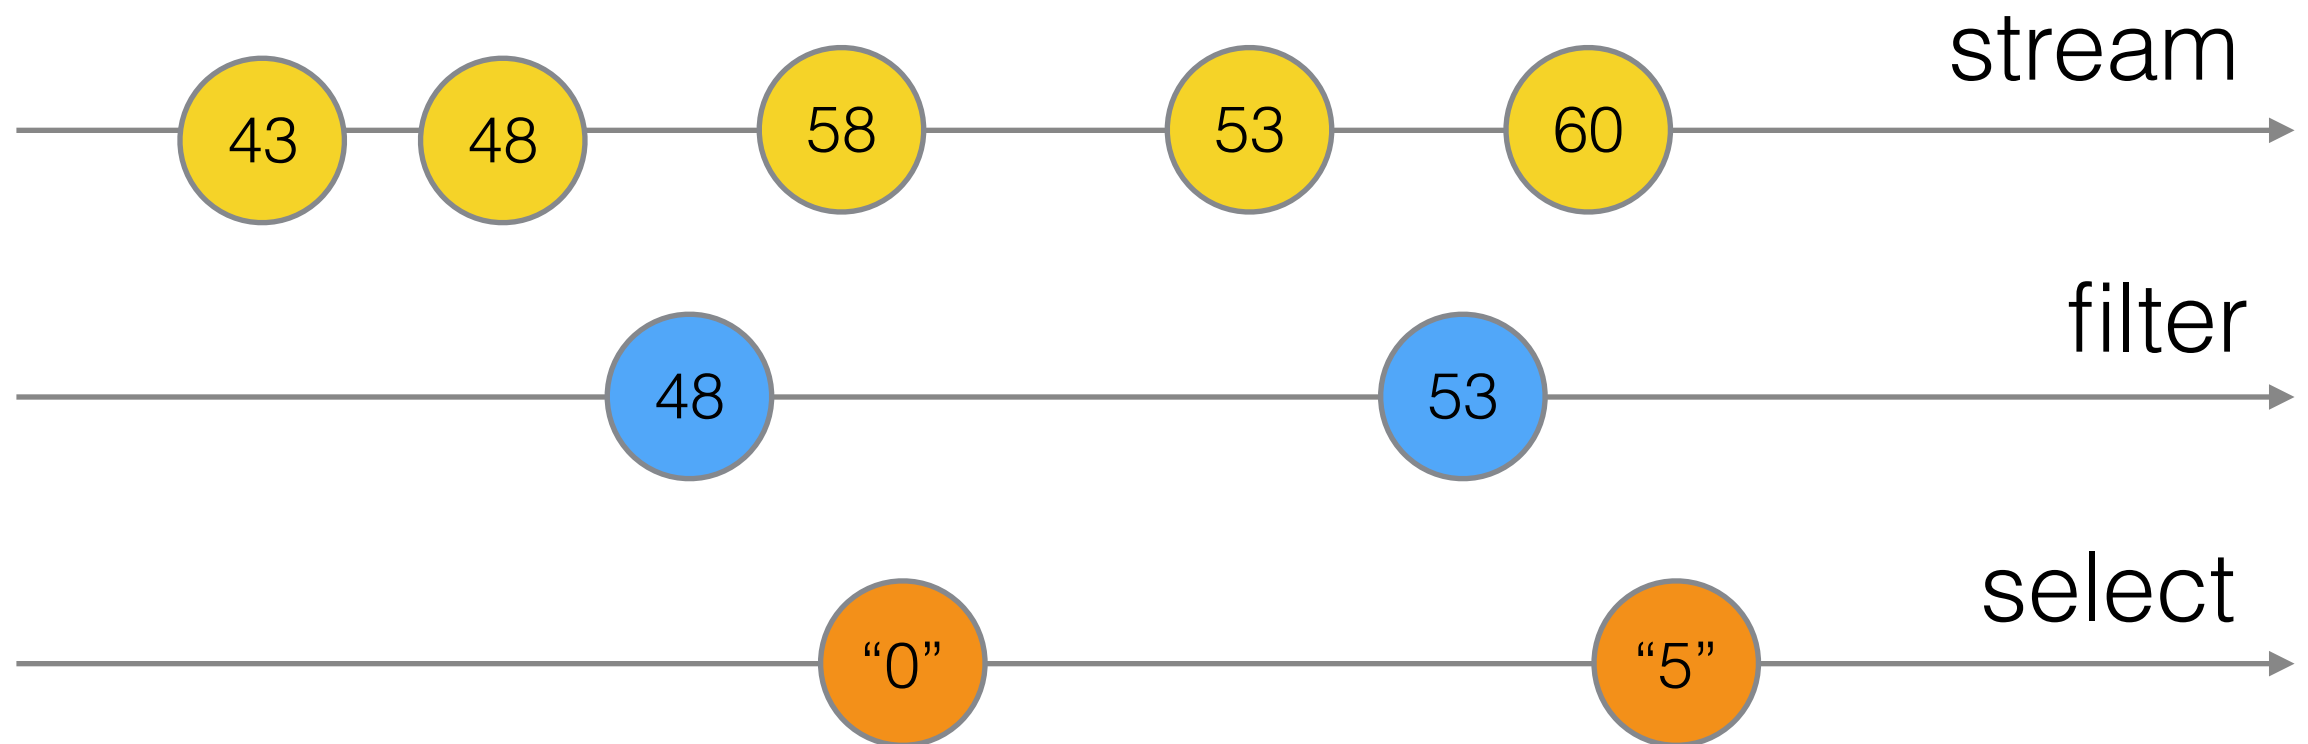 stream
43 48 58 53 60
filter
48 53
select
“0” “5”